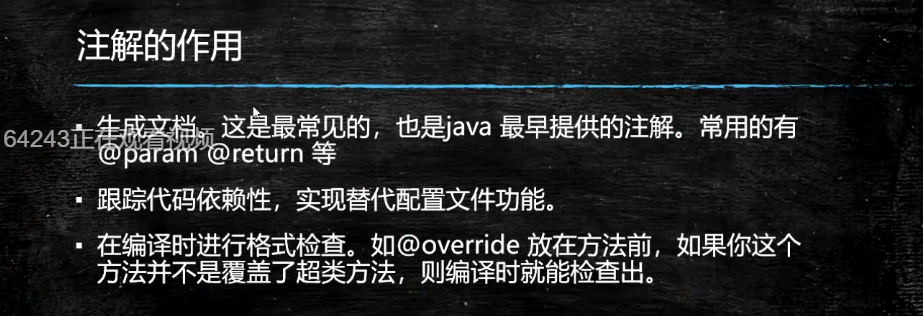 注解的作用
▪ 生成文档。这是最常见的，也是java 最早提供的注解。常用的有
64243正在观看视频
@param @return 等
▪ 跟踪代码依赖性，实现替代配置文件功能。
▪ 在编译时进行格式检查。如@override 放在方法前，如果你这个
方法并不是覆盖了超类方法，则编译时就能检查出。